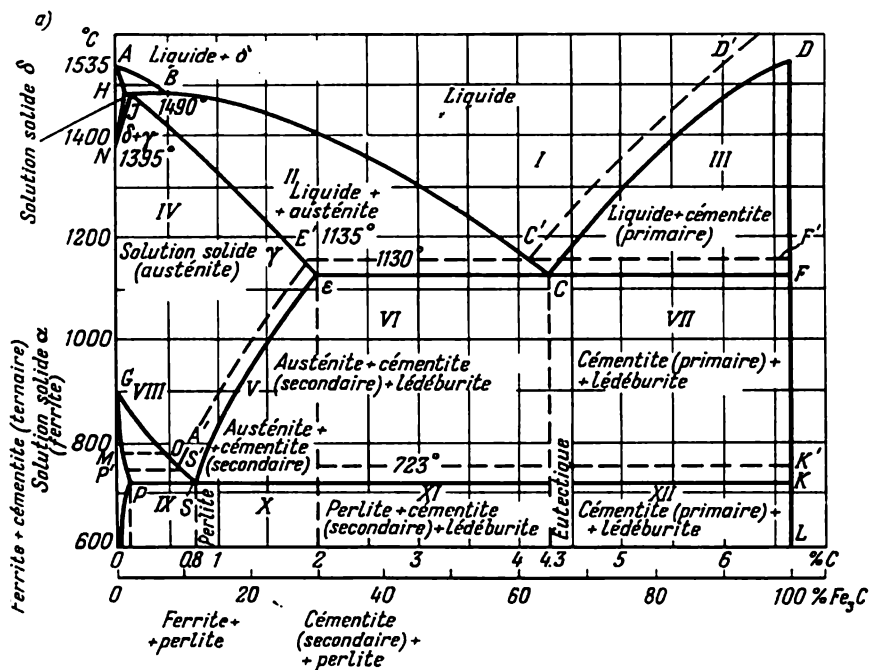 a)
°C
A
Liquide + δ
D'
D
1535
B
H
Liquide
J
1490°
δ+γ
1400
N
1395°
I
III
II
Liquide +
+ austénite
IV
C'
Liquide + cémentite
(primaire)
F'
E'
1135°
1200
Solution solide γ
(austénite)
1130°
ε
C
F
VI
VII
1000
Austénite + cémentite
(secondaire) + lédéburite
Cémentite (primaire) +
+ lédéburite
G
VIII
V
Austénite +
+ cémentite
(secondaire)
800
M
O
A''
S'
P'
723°
K'
K
P
IX
S
X
XI
XII
Perlite
Eutectique
Perlite + cémentite
(secondaire) + lédéburite
Cémentite (primaire) +
+ lédéburite
600
L
0 0.8 1 2 3 4 4.3 5 6 % C
0 20 40 60 80 100 % Fe₃C
Ferrite +
+ perlite
Cémentite
(secondaire) +
+ perlite
Solution solide δ
Ferrite + cémentite (ternaire)
Solution solide α
(ferrite)